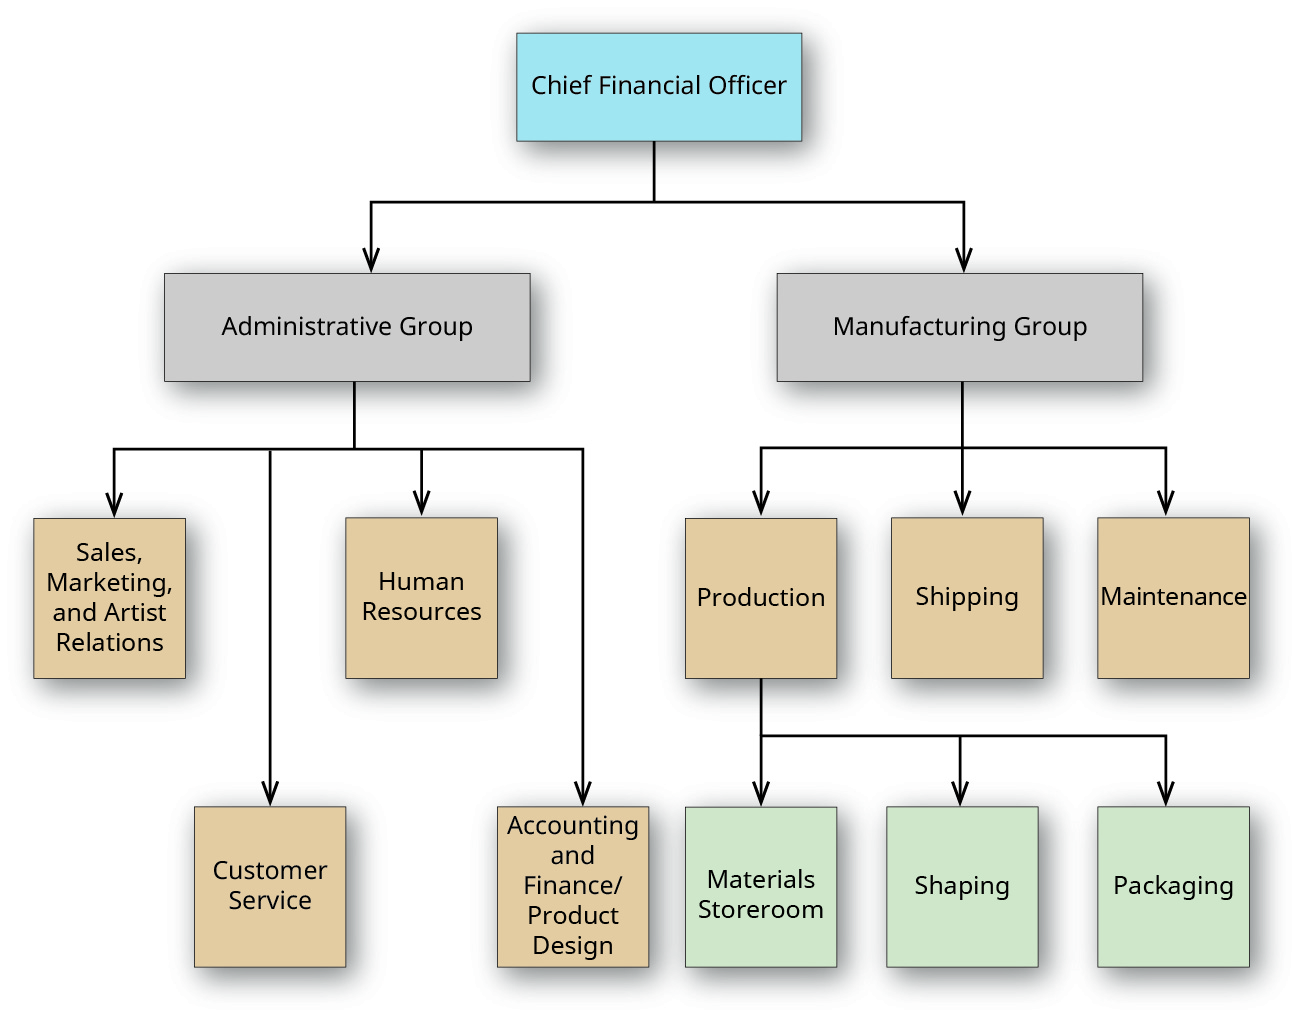 Chief Financial Officer
Administrative Group
Manufacturing Group
Sales,
Marketing,
and Artist
Relations
Human
Resources
Production
Shipping
Maintenance
Customer
Service
Accounting
and
Finance/
Product
Design
Materials
Storeroom
Shaping
Packaging